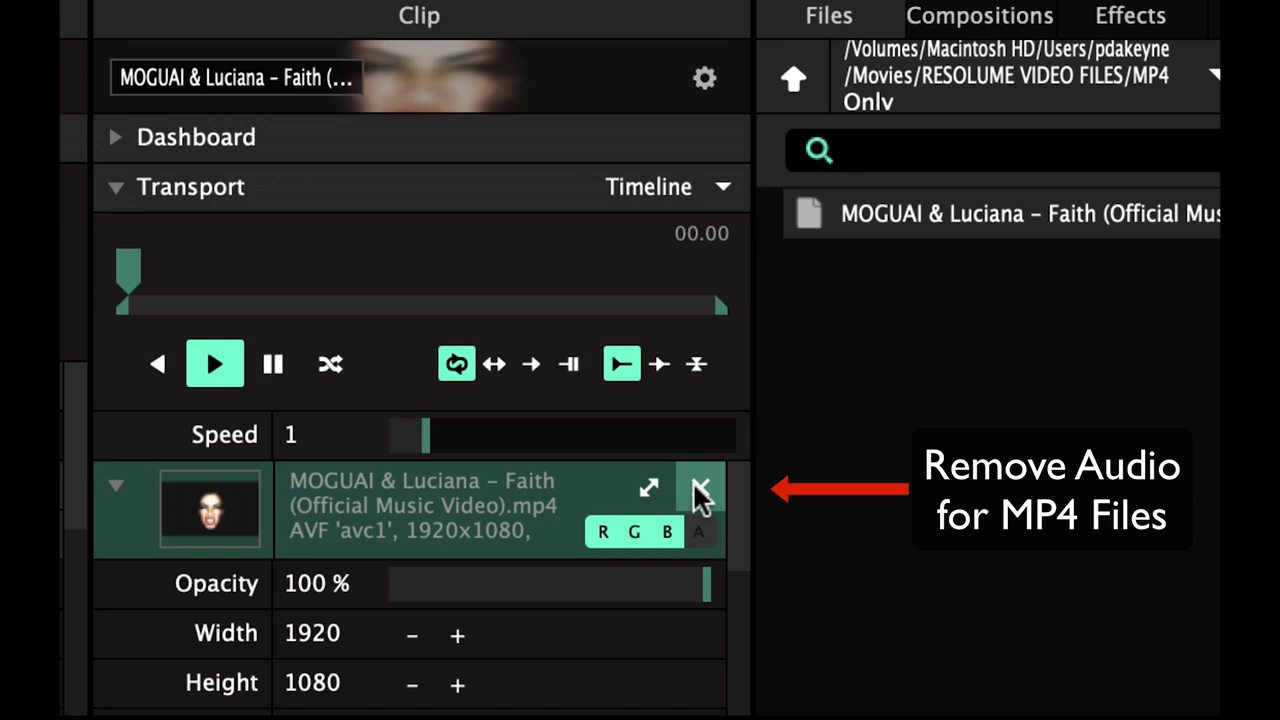 Clip
Files
Compositions
Effects
MOGUAI & Luciana – Faith (...
/Volumes/Macintosh HD/Users/pdakeyne
/Movies/RESOLUME VIDEO FILES/MP4
Only
Dashboard
Transport
Timeline
00.00
MOGUAI & Luciana – Faith (Official Mus
Speed
1
MOGUAI & Luciana – Faith
(Official Music Video).mp4
AVF 'avc1', 1920x1080,
R G B A
Remove Audio
for MP4 Files
Opacity
100 %
Width
1920
- +
Height
1080
- +